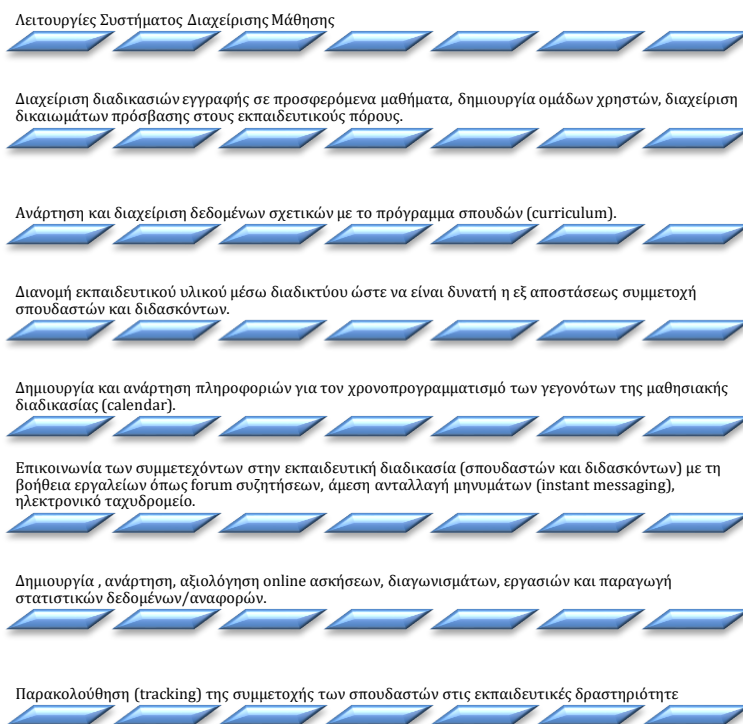 Λειτουργίες Συστήματος Διαχείρισης Μάθησης
Διαχείριση διαδικασιών εγγραφής σε προσφερόμενα μαθήματα, δημιουργία ομάδων χρηστών, διαχείριση
δικαιωμάτων πρόσβασης στους εκπαιδευτικούς πόρους.
Ανάρτηση και διαχείριση δεδομένων σχετικών με το πρόγραμμα σπουδών (curriculum).
Διανομή εκπαιδευτικού υλικού μέσω διαδικτύου ώστε να είναι δυνατή η εξ αποστάσεως συμμετοχή
σπουδαστών και διδασκόντων.
Δημιουργία και ανάρτηση πληροφοριών για τον χρονοπρογραμματισμό των γεγονότων της μαθησιακής
διαδικασίας (calendar).
Επικοινωνία των συμμετεχόντων στην εκπαιδευτική διαδικασία (σπουδαστών και διδασκόντων) με τη
βοήθεια εργαλείων όπως forum συζητήσεων, άμεση ανταλλαγή μηνυμάτων (instant messaging),
ηλεκτρονικό ταχυδρομείο.
Δημιουργία , ανάρτηση, αξιολόγηση online ασκήσεων, διαγωνισμάτων, εργασιών και παραγωγή
στατιστικών δεδομένων/αναφορών.
Παρακολούθηση (tracking) της συμμετοχής των σπουδαστών στις εκπαιδευτικές δραστηριότητε